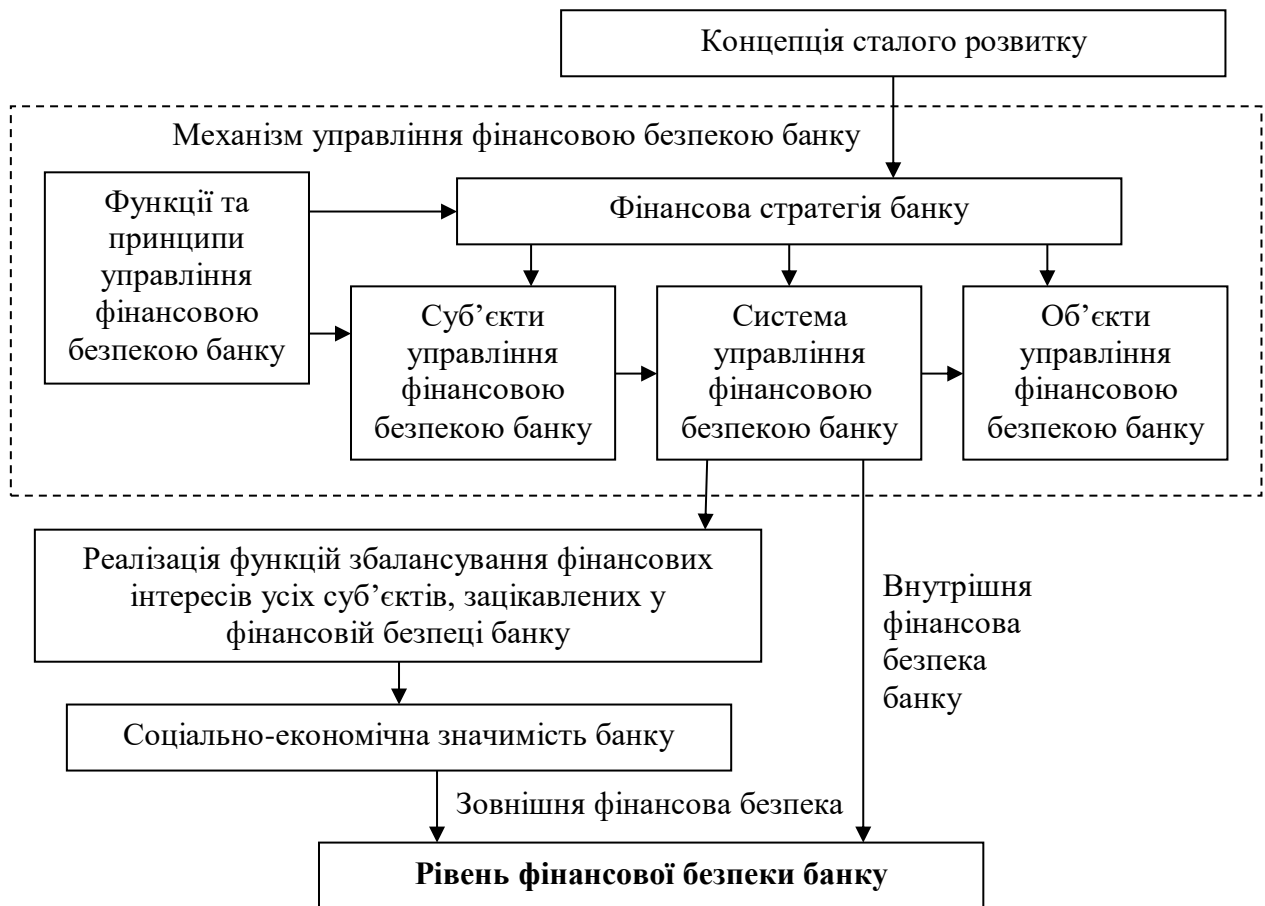 Концепція сталого розвитку
Механізм управління фінансовою безпекою банку
Функції та
принципи
управління
фінансовою
безпекою банку
Фінансова стратегія банку
Суб’єкти
управління
фінансовою
безпекою банку
Система
управління
фінансовою
безпекою банку
Об’єкти
управління
фінансовою
безпекою банку
Реалізація функцій збалансування фінансових
інтересів усіх суб’єктів, зацікавлених у
фінансовій безпеці банку
Внутрішня
фінансова
безпека
банку
Соціально-економічна значимість банку
Зовнішня фінансова безпека
Рівень фінансової безпеки банку